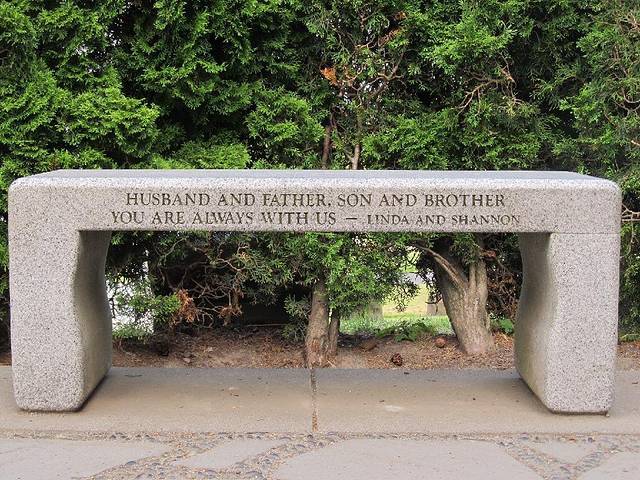 HUSBAND AND FATHER, SON AND BROTHER
YOU ARE ALWAYS WITH US — LINDA AND SHANNON